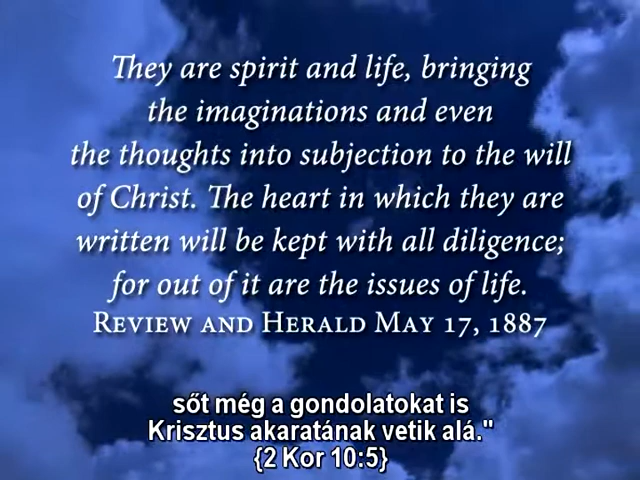 They are spirit and life, bringing
the imaginations and even
the thoughts into subjection to the will
of Christ. The heart in which they are
written will be kept with all diligence;
for out of it are the issues of life.
Review and Herald May 17, 1887
sőt még a gondolatokat is
Krisztus akaratának vetik alá."
{2 Kor 10:5}